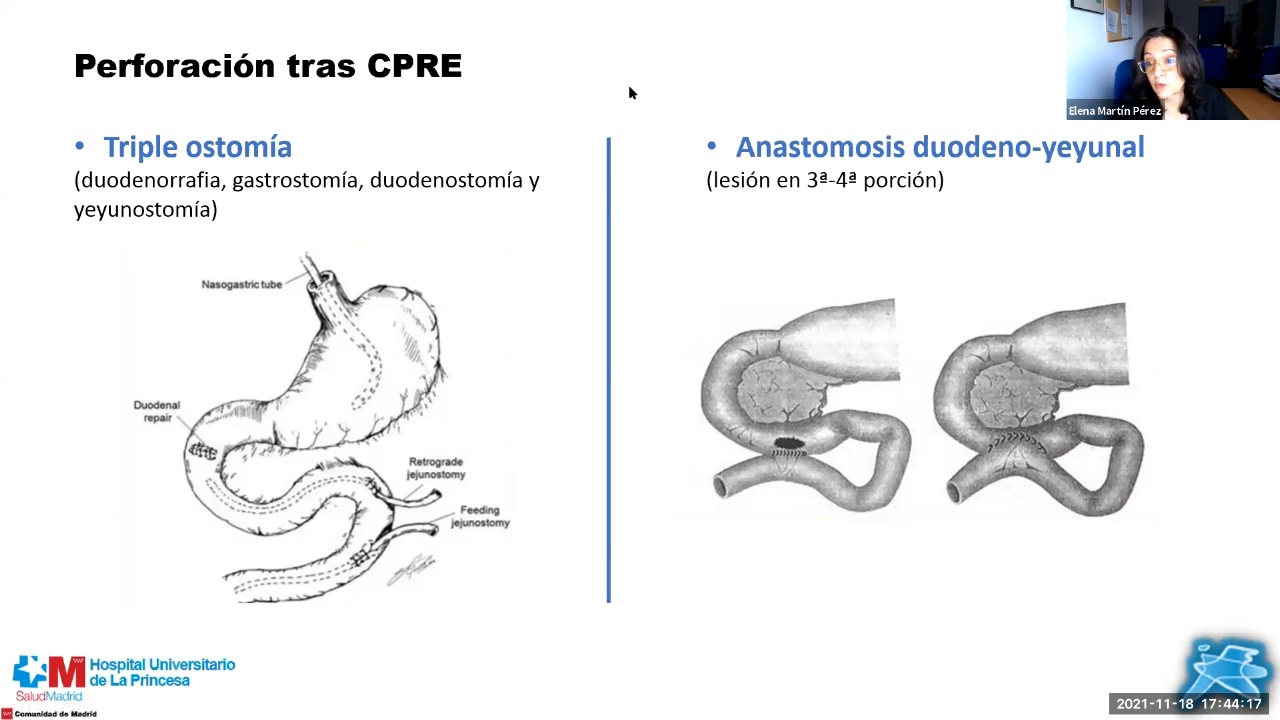 Perforación tras CPRE
Elena Martín Pérez
• Triple ostomía
(duodenorrafia, gastrostomía, duodenostomía y
yeyunostomía)
Nasogastric tube
Duodenal
repair
Retrograde
jejunostomy
Feeding
jejunostomy
• Anastomosis duodeno-yeyunal
(lesión en 3ª-4ª porción)
M
Hospital Universitario
de La Princesa
SaludMadrid
Comunidad de Madrid
2021-11-18 17:44:17